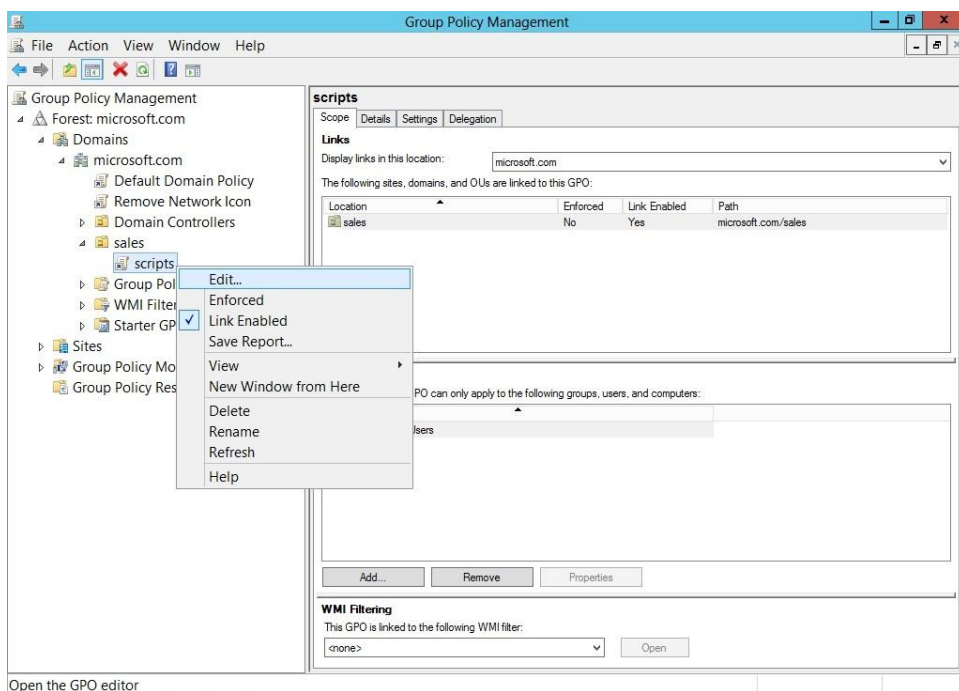 Group Policy Management
File Action View Window Help
Group Policy Management
Forest: microsoft.com
Domains
microsoft.com
Default Domain Policy
Remove Network Icon
Domain Controllers
sales
scripts
Group Pol
WMI Filter
Starter GP
Sites
Group Policy Mo
Group Policy Res
Edit...
Enforced
Link Enabled
Save Report...
View
New Window from Here
Delete
Rename
Refresh
Help
scripts
Scope Details Settings Delegation
Links
Display links in this location: microsoft.com
The following sites, domains, and OUs are linked to this GPO:
Location Enforced Link Enabled Path
sales No Yes microsoft.com/sales
PO can only apply to the following groups, users, and computers:
Users
Add... Remove Properties
WMI Filtering
This GPO is linked to the following WMI filter:
<none> Open
Open the GPO editor